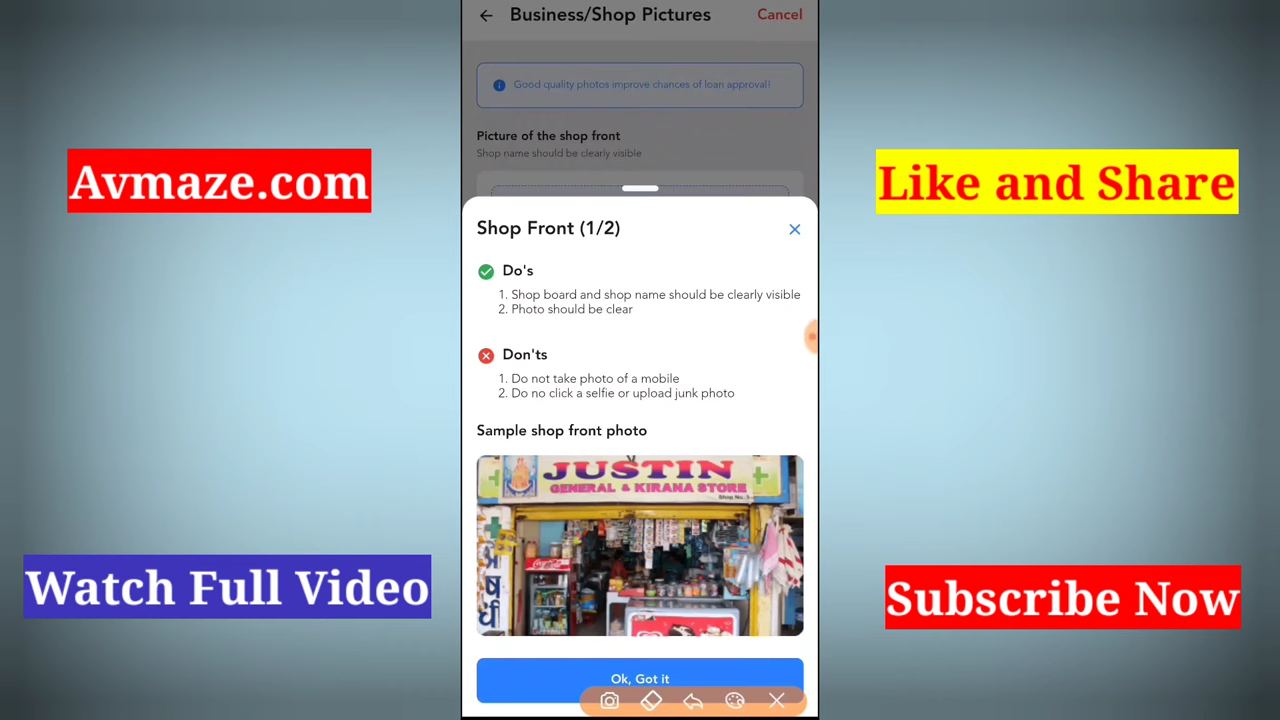 Business/Shop Pictures
Cancel
Good quality photos improve chances of loan approval!
Picture of the shop front
Shop name should be clearly visible
Avmaze.com
Like and Share
Shop Front (1/2)
Do's
1. Shop board and shop name should be clearly visible
2. Photo should be clear
Don'ts
1. Do not take photo of a mobile
2. Do no click a selfie or upload junk photo
Sample shop front photo
JUSTIN
GENERAL & KIRANA STORE
Shop No.
Coca-Cola
Watch Full Video
Subscribe Now
Ok, Got it